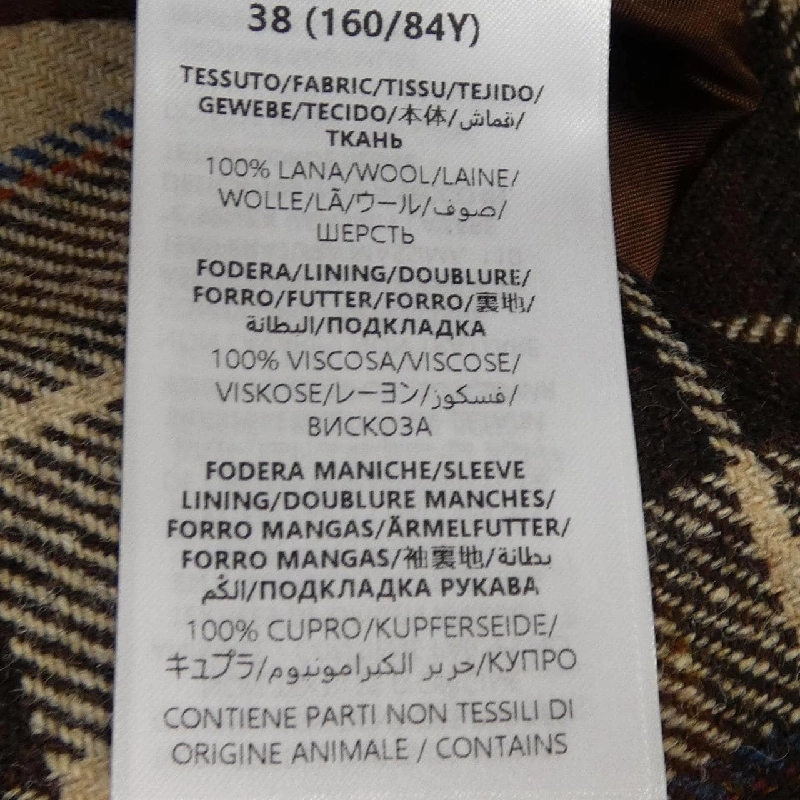 38 (160/84Y)
TESSUTO/FABRIC/TISSU/TEJIDO/
GEWEBE/TECIDO/本体/قماش/
ТКАНЬ
100% LANA/WOOL/LAINE/
WOLLE/LÃ/ウール/صوف/
ШЕРСТЬ
FODERA/LINING/DOUBLURE/
FORRO/FUTTER/FORRO/裏地/
البطانة/ПОДКЛАДКА
100% VISCOSA/VISCOSE/
VISKOSE/レーヨン/فسكوز/
ВИСКОЗА
FODERA MANICHE/SLEEVE
LINING/DOUBLURE MANCHES/
FORRO MANGAS/ÄRMELFUTTER/
FORRO MANGAS/袖裏地/بطانة
الكُم/ПОДКЛАДКА РУКАВА
100% CUPRO/KUPFERSEIDE/
キュプラ/حرير الكبرامونيوم/КУПРО
CONTIENE PARTI NON TESSILI DI
ORIGINE ANIMALE / CONTAINS